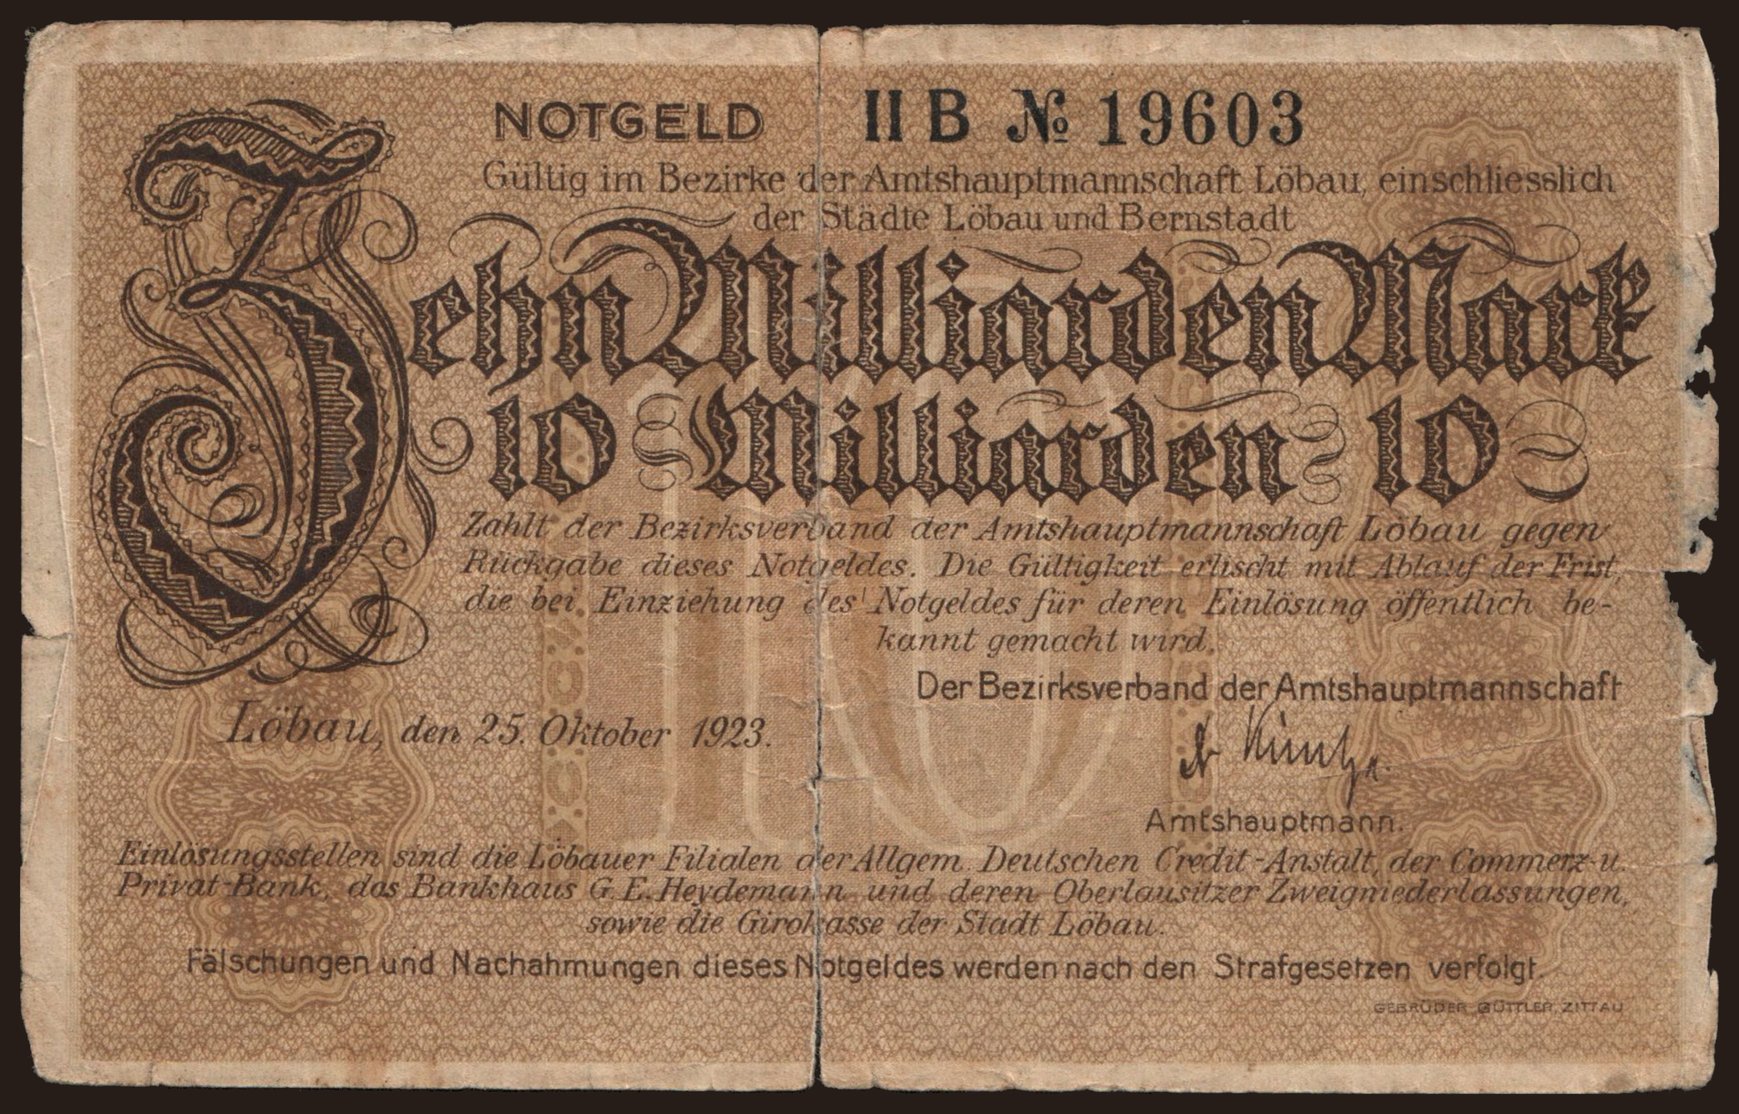 NOTGELD II B № 19603
Gültig im Bezirke der Amtshauptmannschaft Löbau, einschliesslich
der Städte Löbau und Bernstadt
Zehn Milliarden Mark
10 Milliarden 10
Zahlt der Bezirksverband der Amtshauptmannschaft Löbau gegen
Rückgabe dieses Notgeldes. Die Gültigkeit erlischt mit Ablauf der Frist,
die bei Einziehung des Notgeldes für deren Einlösung öffentlich be-
kannt gemacht wird.
Der Bezirksverband der Amtshauptmannschaft
Löbau, den 25. Oktober 1923.
Amtshauptmann.
Einlösungsstellen sind die Löbauer Filialen der Allgem. Deutschen Credit-Anstalt, der Commerz- u.
Privat-Bank, das Bankhaus G. E. Heydemann und deren Oberlausitzer Zweigniederlassungen,
sowie die Girokasse der Stadt Löbau.
Fälschungen und Nachahmungen dieses Notgeldes werden nach den Strafgesetzen verfolgt.
GEBRÜDER GÜTTLER, ZITTAU